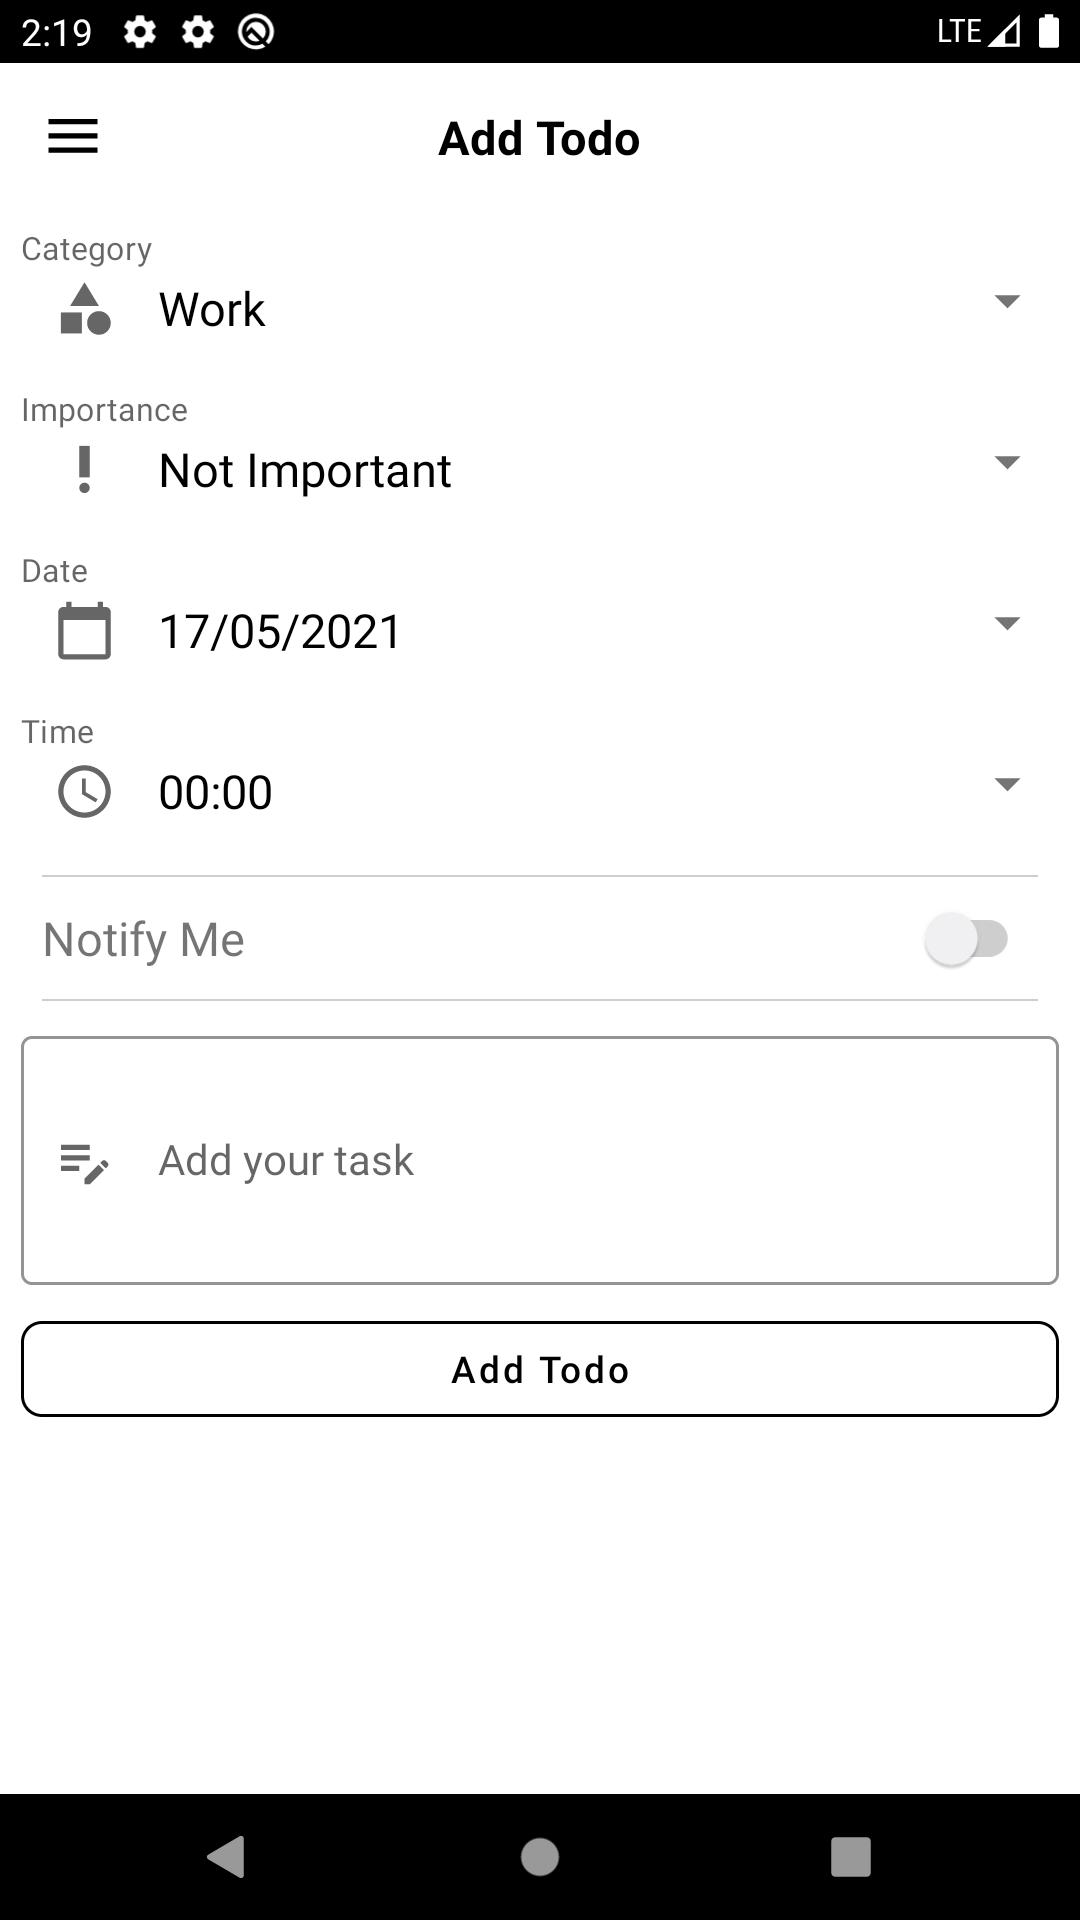 2:19 LTE
Add Todo
Category
Work
Importance
Not Important
Date
17/05/2021
Time
00:00
Notify Me
Add your task
Add Todo